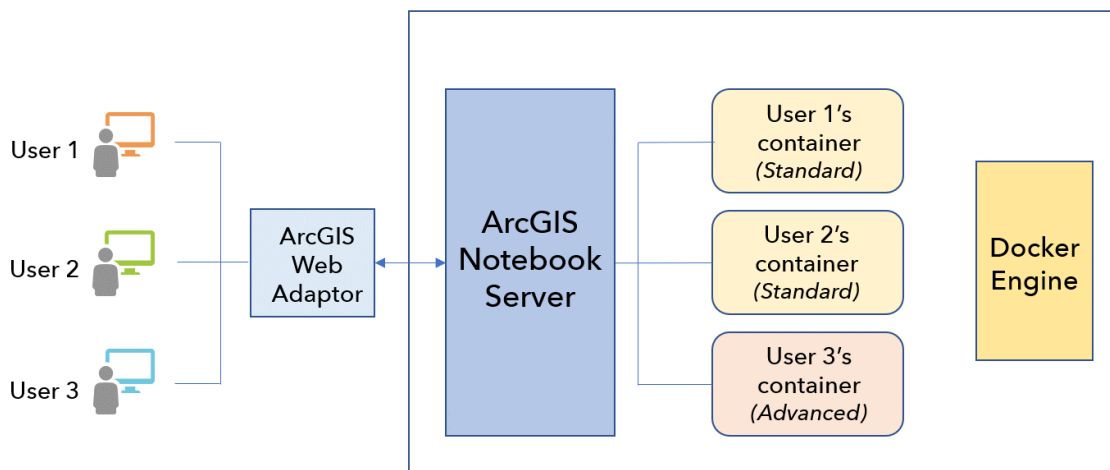 User 1
User 2
User 3
ArcGIS
Web
Adaptor
ArcGIS
Notebook
Server
User 1's
container
(Standard)
User 2's
container
(Standard)
User 3's
container
(Advanced)
Docker
Engine